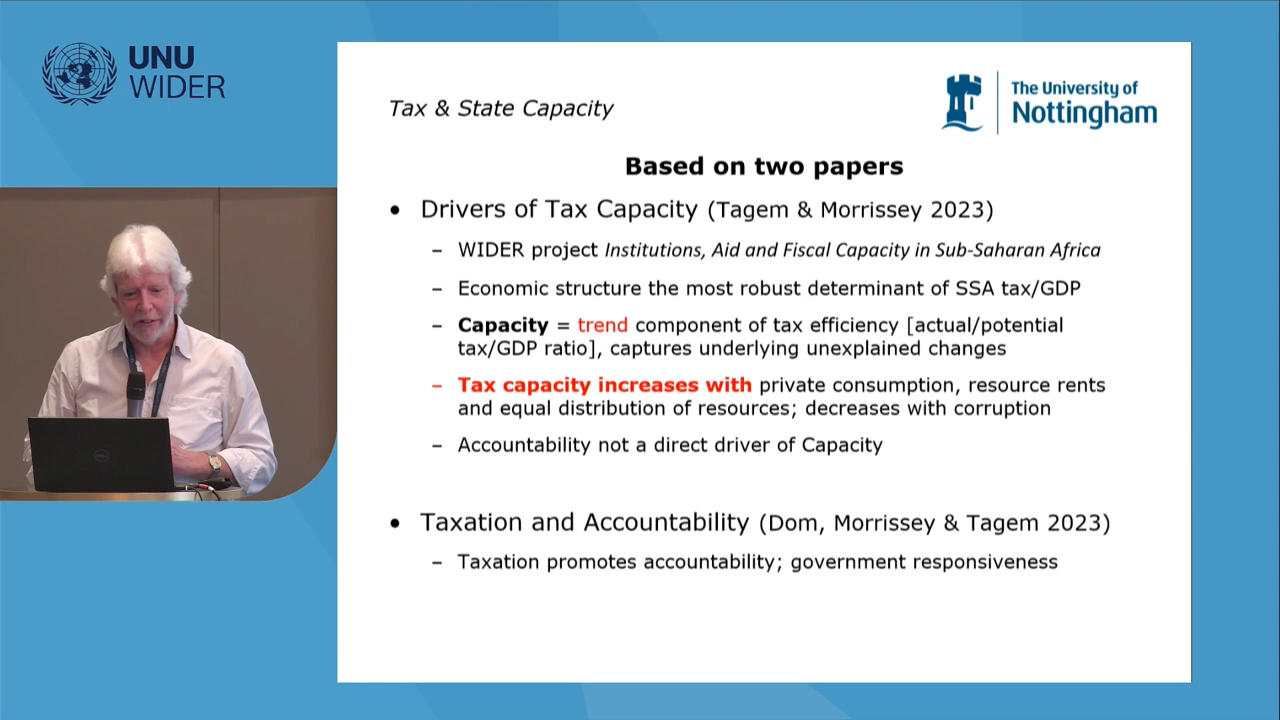 UNU
WIDER
Tax & State Capacity
The University of
Nottingham
Based on two papers
• Drivers of Tax Capacity (Tagem & Morrissey 2023)
– WIDER project Institutions, Aid and Fiscal Capacity in Sub-Saharan Africa
– Economic structure the most robust determinant of SSA tax/GDP
– Capacity = trend component of tax efficiency [actual/potential
tax/GDP ratio], captures underlying unexplained changes
– Tax capacity increases with private consumption, resource rents
and equal distribution of resources; decreases with corruption
– Accountability not a direct driver of Capacity
• Taxation and Accountability (Dom, Morrissey & Tagem 2023)
– Taxation promotes accountability; government responsiveness